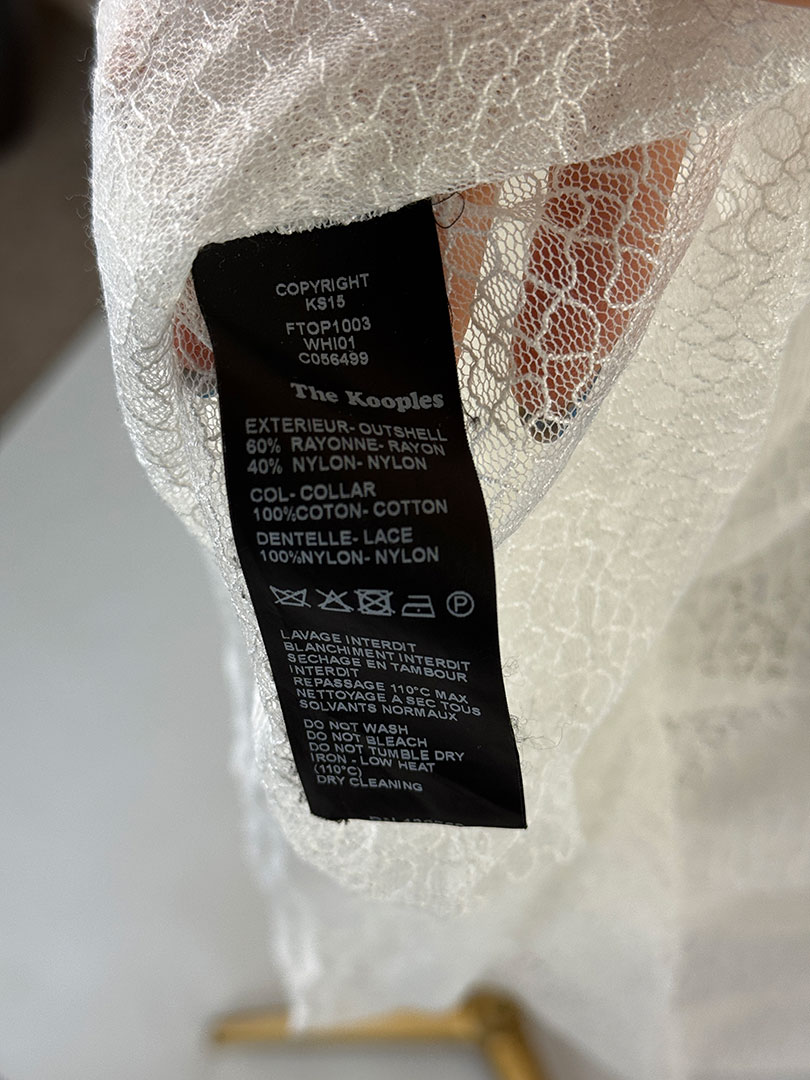 COPYRIGHT
KS15
FTOP1003
WHI01
C056499
The Kooples
EXTERIEUR- OUTSHELL
60% RAYONNE- RAYON
40% NYLON- NYLON
COL- COLLAR
100%COTON- COTTON
DENTELLE- LACE
100%NYLON- NYLON
P
LAVAGE INTERDIT
BLANCHIMENT INTERDIT
SECHAGE EN TAMBOUR
INTERDIT
REPASSAGE 110°C MAX
NETTOYAGE A SEC TOUS
SOLVANTS NORMAUX
DO NOT WASH
DO NOT BLEACH
DO NOT TUMBLE DRY
IRON - LOW HEAT
(110°C)
DRY CLEANING